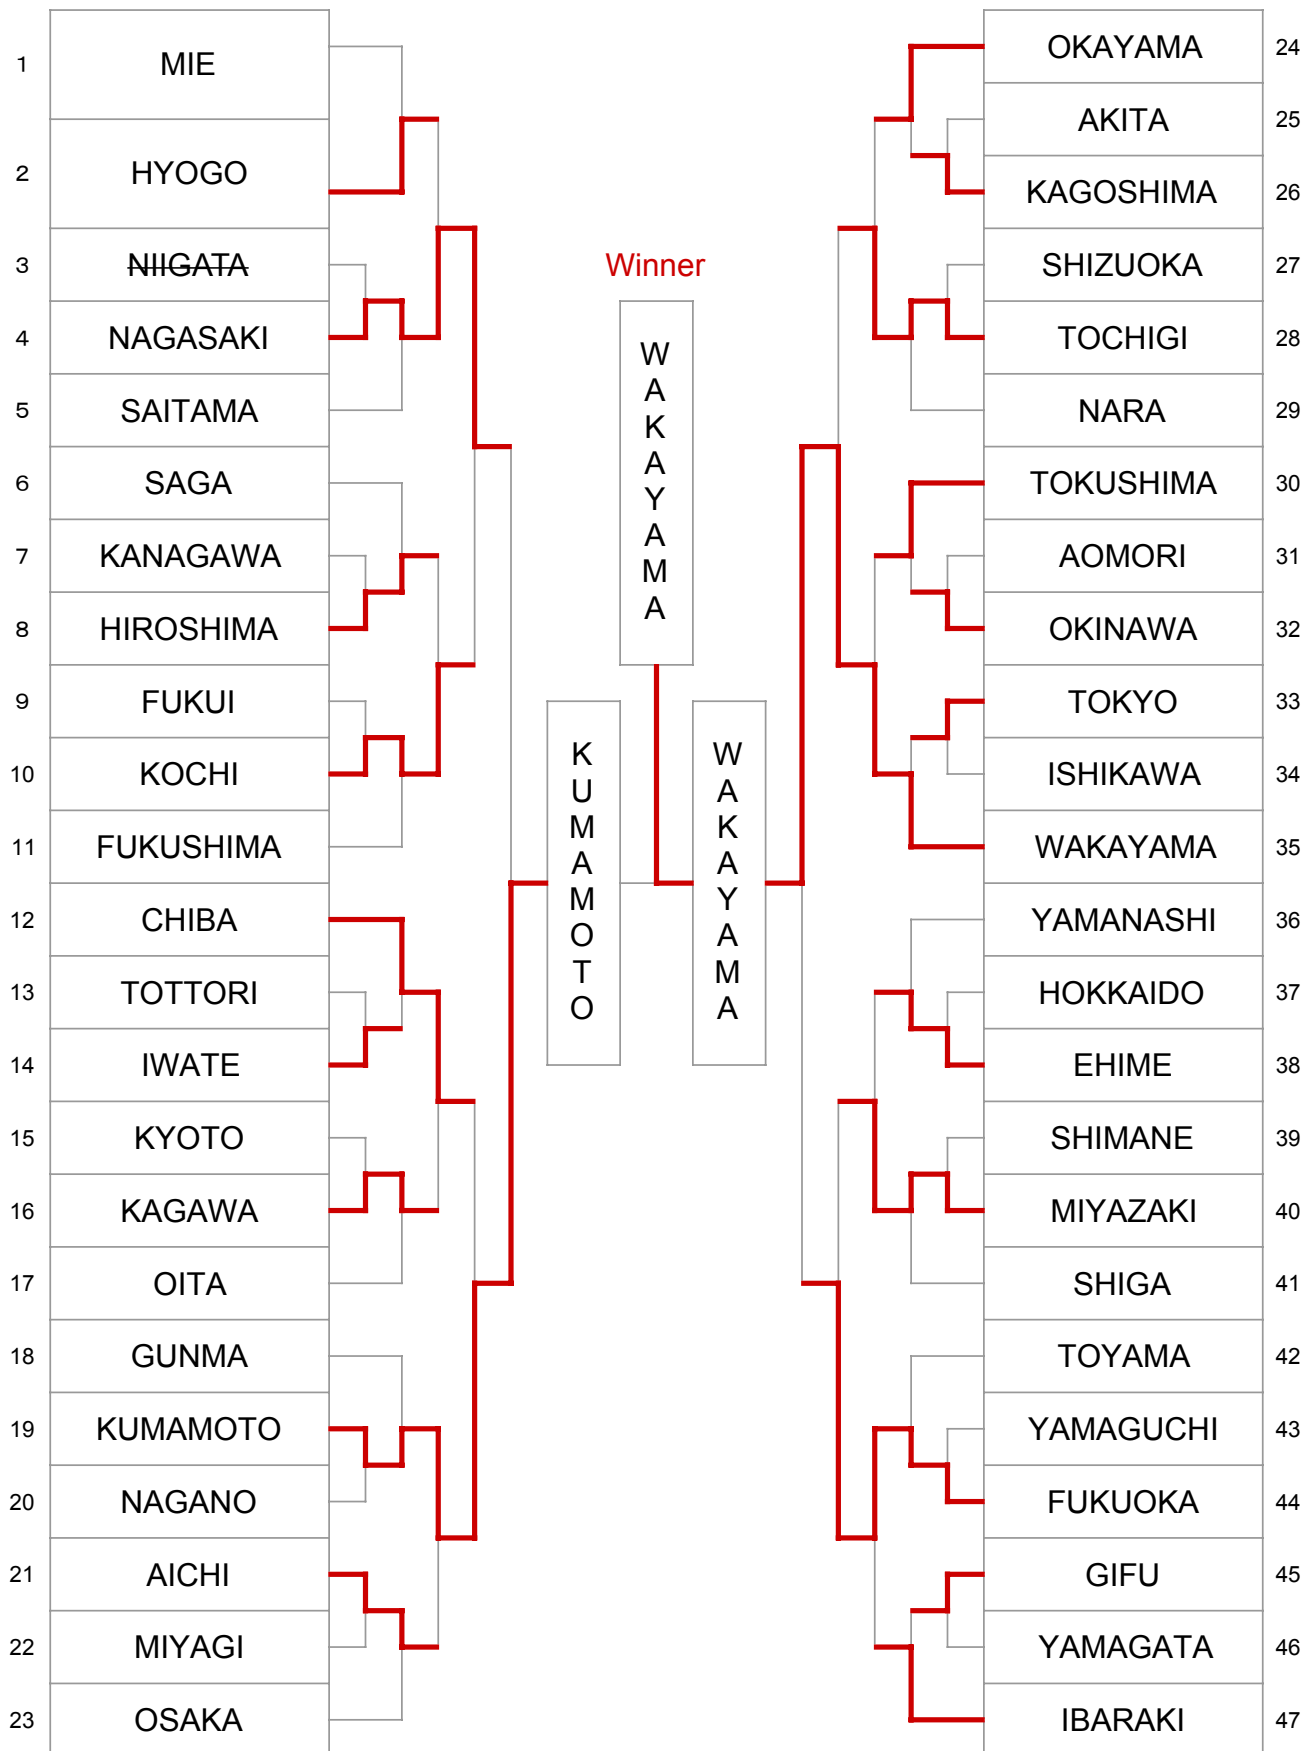 1 MIE
2 HYOGO
3 NIIGATA
4 NAGASAKI
5 SAITAMA
6 SAGA
7 KANAGAWA
8 HIROSHIMA
9 FUKUI
10 KOCHI
11 FUKUSHIMA
12 CHIBA
13 TOTTORI
14 IWATE
15 KYOTO
16 KAGAWA
17 OITA
18 GUNMA
19 KUMAMOTO
20 NAGANO
21 AICHI
22 MIYAGI
23 OSAKA
Winner
WAKAYAMA
KUMAMOTO
WAKAYAMA
OKAYAMA 24
AKITA 25
KAGOSHIMA 26
SHIZUOKA 27
TOCHIGI 28
NARA 29
TOKUSHIMA 30
AOMORI 31
OKINAWA 32
TOKYO 33
ISHIKAWA 34
WAKAYAMA 35
YAMANASHI 36
HOKKAIDO 37
EHIME 38
SHIMANE 39
MIYAZAKI 40
SHIGA 41
TOYAMA 42
YAMAGUCHI 43
FUKUOKA 44
GIFU 45
YAMAGATA 46
IBARAKI 47